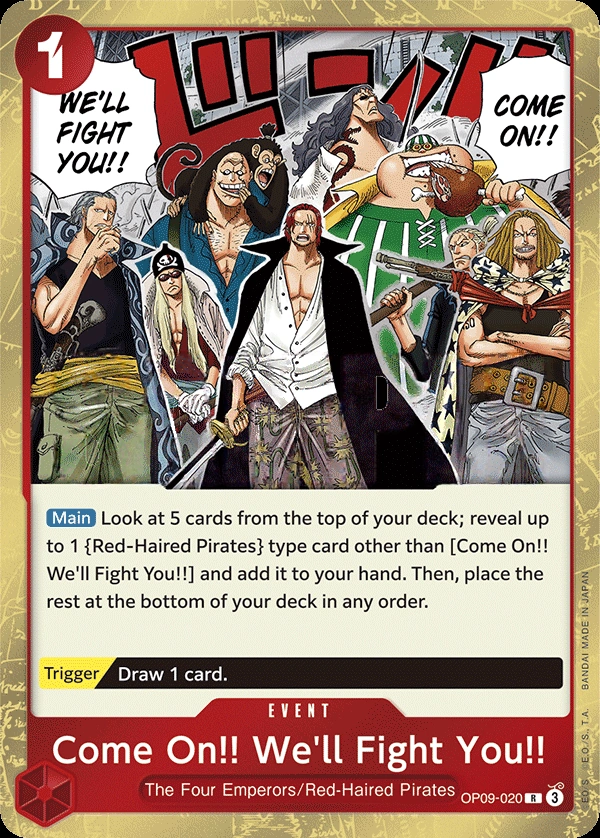 1
WE'LL
FIGHT
YOU!!
COME
ON!!
ドン
Main Look at 5 cards from the top of your deck; reveal up
to 1 {Red-Haired Pirates} type card other than [Come On!!
We'll Fight You!!] and add it to your hand. Then, place the
rest at the bottom of your deck in any order.
Trigger Draw 1 card.
EVENT
Come On!! We'll Fight You!!
The Four Emperors/Red-Haired Pirates
OP09-020 R 3
©E.O./S. ©E.O./S.,T.A. BANDAI MADE IN JAPAN